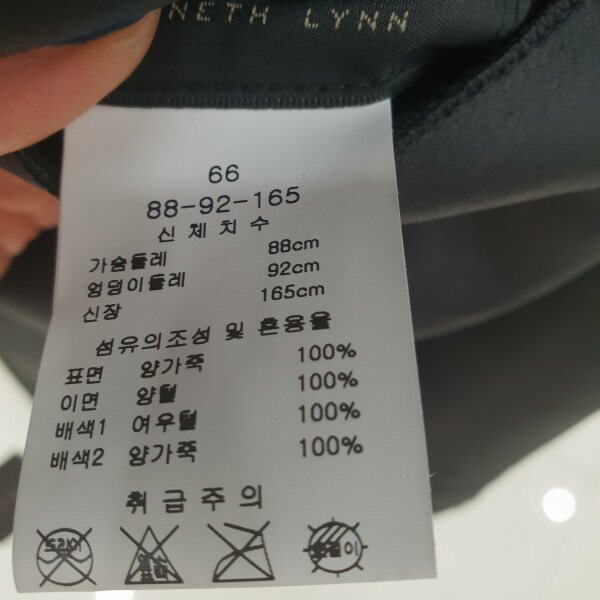 NETH LYNN
66
88-92-165
신체치수
가슴둘레 88cm
엉덩이둘레 92cm
신장 165cm
섬유의조성 및 혼용율
표면 양가죽 100%
이면 양털 100%
배색1 여우털 100%
배색2 양가죽 100%
취급주의
드라이